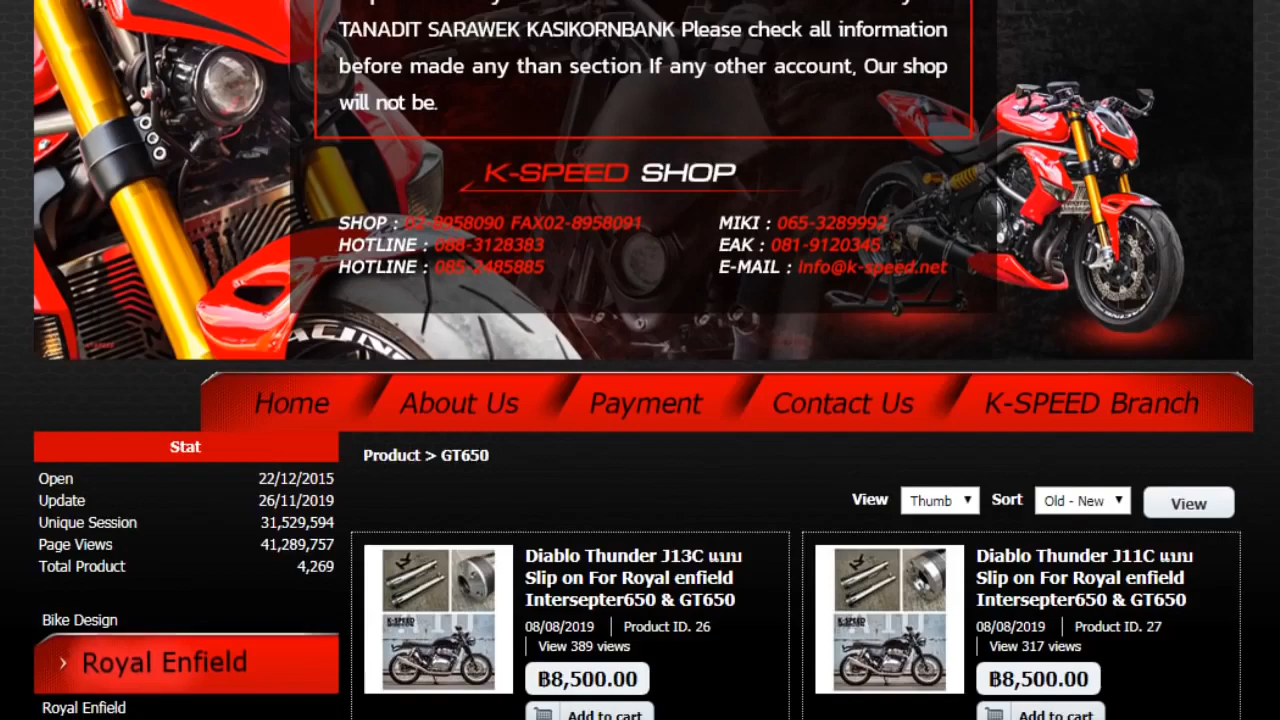 TANADIT SARAWEK KASIKORNBANK Please check all information
before made any than section If any other account, Our shop
will not be.
K-SPEED SHOP
SHOP : 02-8958090 FAX02-8958091
HOTLINE : 088-3128383
HOTLINE : 085-2485885
MIKI : 065-3289992
EAK : 081-9120345
E-MAIL : Info@k-speed.net
RACING
Home About Us Payment Contact Us K-SPEED Branch
Stat
Open 22/12/2015
Update 26/11/2019
Unique Session 31,529,594
Page Views 41,289,757
Total Product 4,269
Bike Design
› Royal Enfield
Royal Enfield
Product > GT650
View Thumb Sort Old - New View
Diablo Thunder J13C แบบ
Slip on For Royal enfield
Intersepter650 & GT650
08/08/2019 Product ID. 26
View 389 views
฿8,500.00
Add to cart
Diablo Thunder J11C แบบ
Slip on For Royal enfield
Intersepter650 & GT650
08/08/2019 Product ID. 27
View 317 views
฿8,500.00
Add to cart